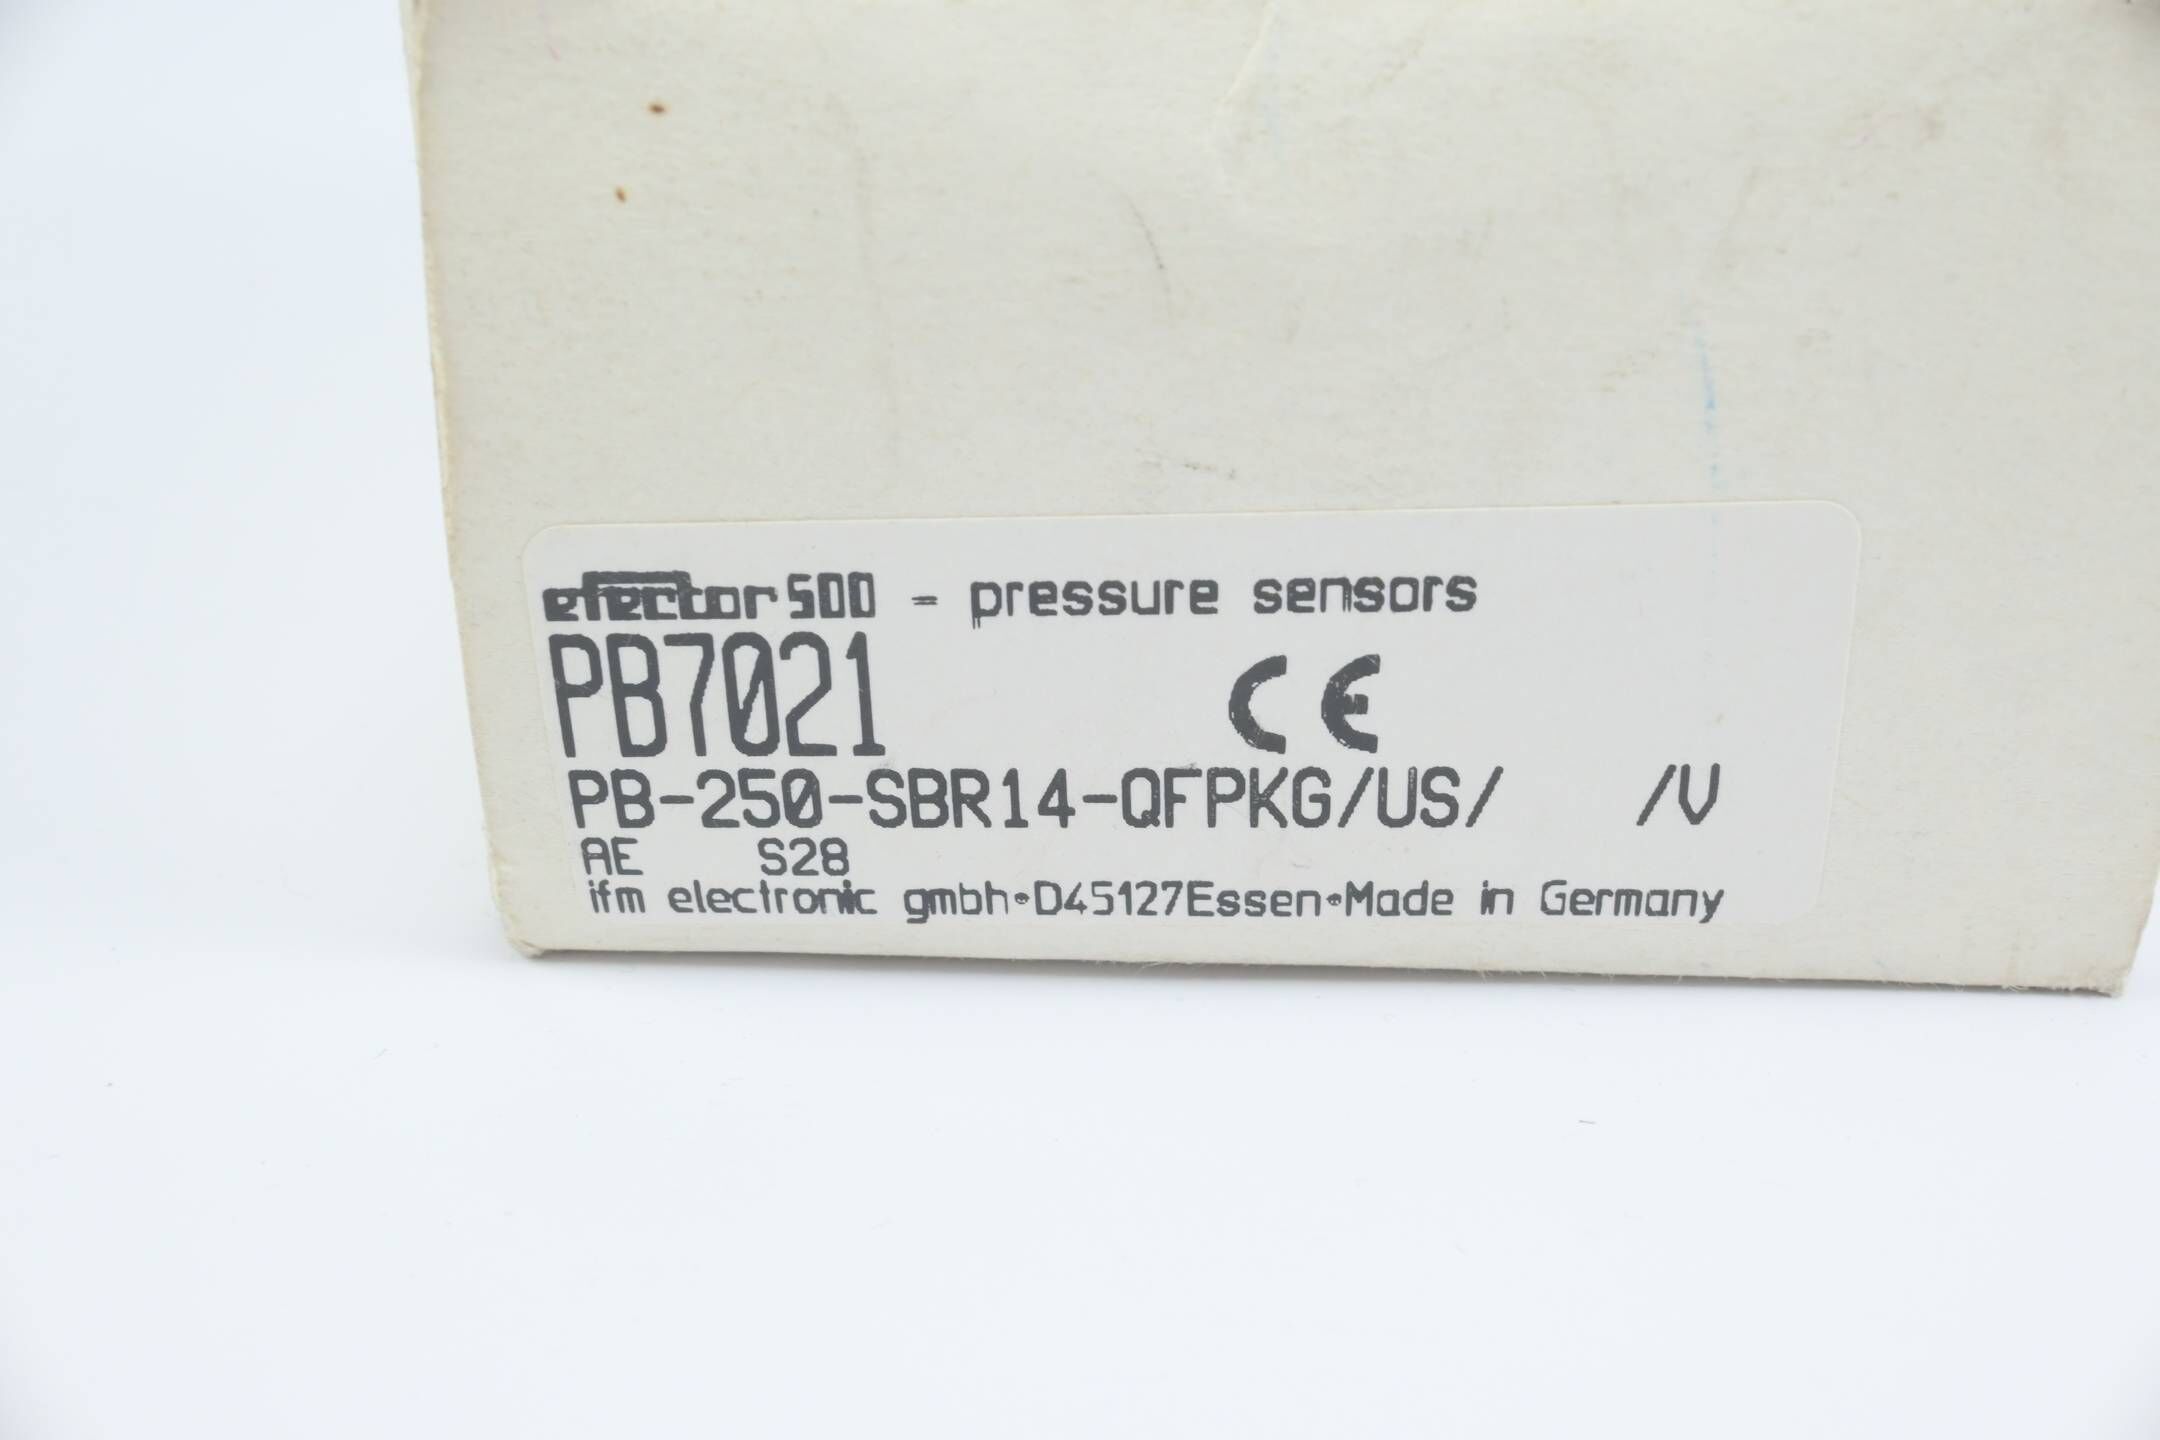 efector500 - pressure sensors
PB7021 CE
PB-250-SBR14-QFPKG/US/ /V
AE S28
ifm electronic gmbh•D45127Essen•Made in Germany